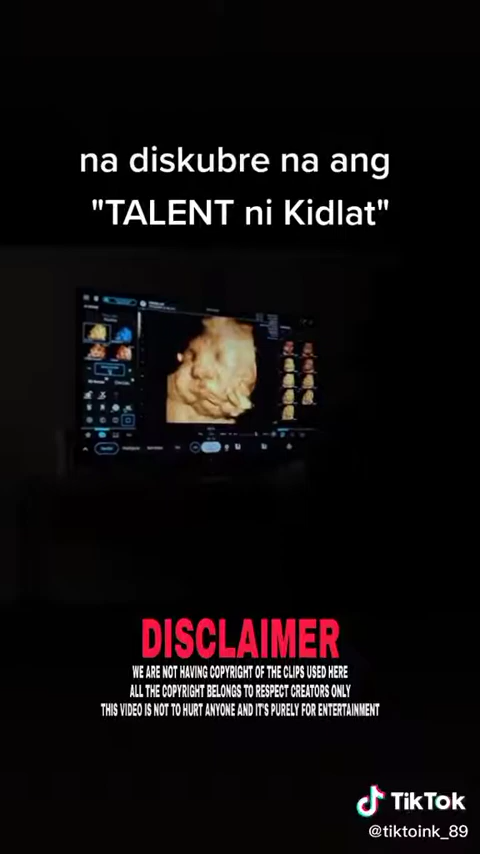 na diskubre na ang
"TALENT ni Kidlat"
DISCLAIMER
WE ARE NOT HAVING COPYRIGHT OF THE CLIPS USED HERE
ALL THE COPYRIGHT BELONGS TO RESPECT CREATORS ONLY
THIS VIDEO IS NOT TO HURT ANYONE AND IT'S PURELY FOR ENTERTAINMENT
TikTok
@tiktoink_89